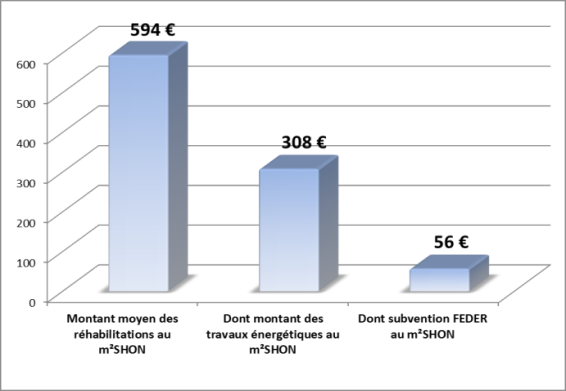 594 €
308 €
56 €
600
500
400
300
200
100
0
Montant moyen des
réhabilitations au
m²SHON
Dont montant des
travaux énergétiques au
m²SHON
Dont subvention FEDER
au m²SHON